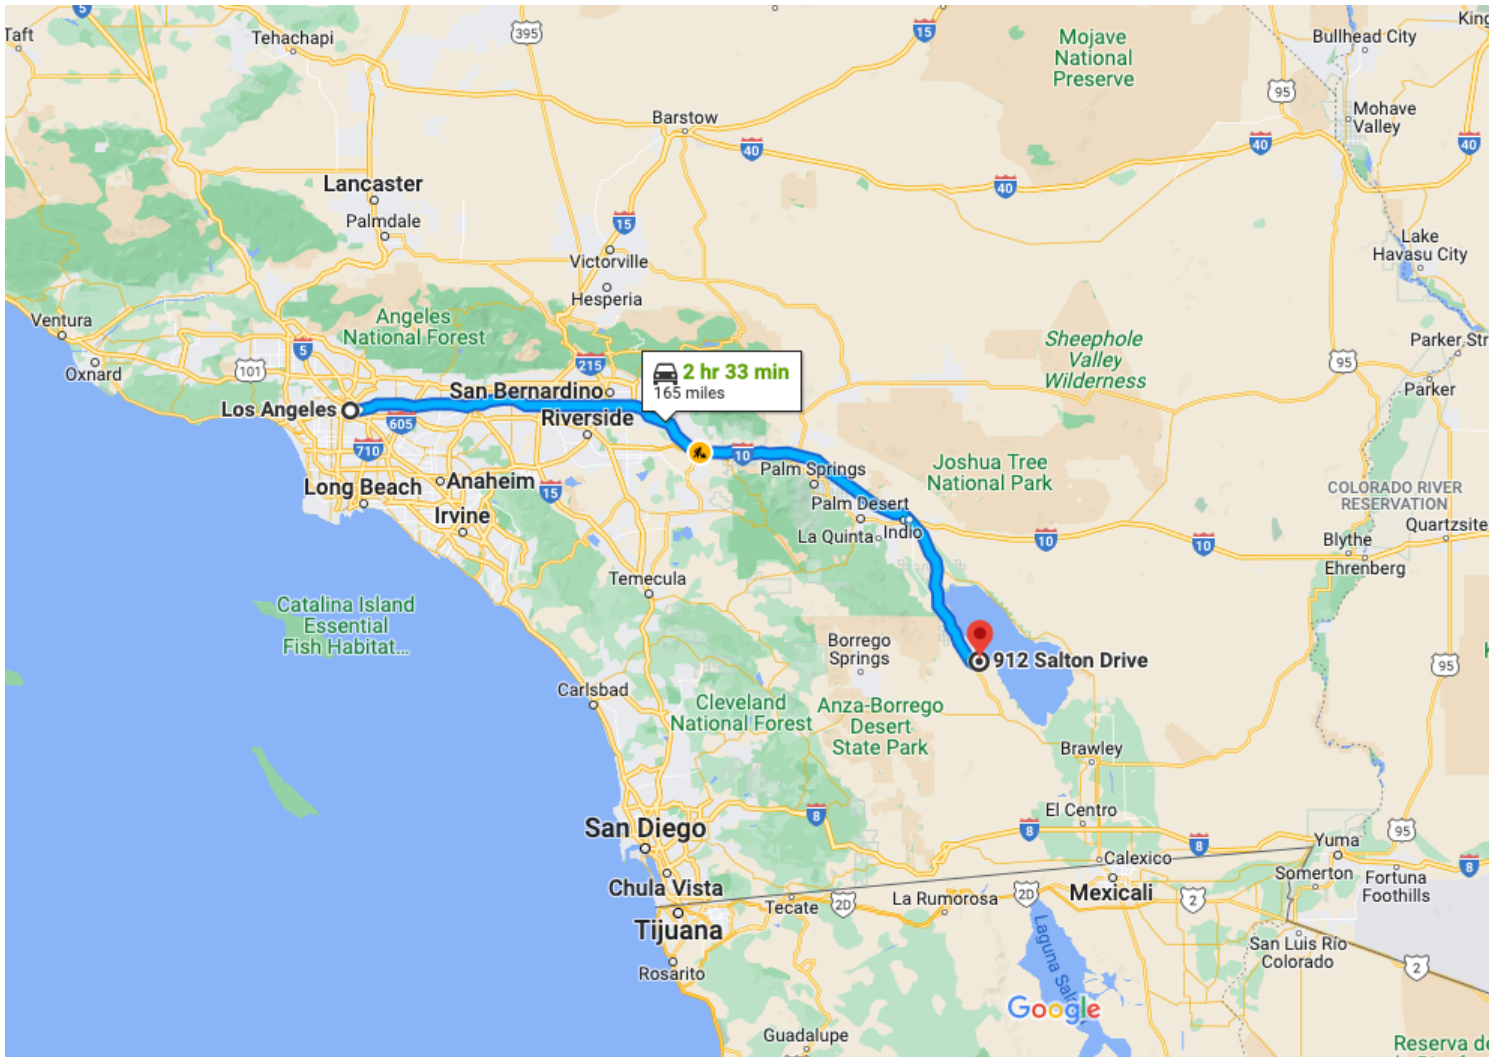 5
Taft
Tehachapi
395
15
Mojave
National
Preserve
Bullhead City
95
Mohave
Valley
Barstow
40
40
40
40
Lancaster
Palmdale
15
Victorville
Hesperia
Lake
Havasu City
Ventura
Oxnard
Angeles
National Forest
5
101
215
Sheephole
Valley
Wilderness
Parker Str
95
Parker
2 hr 33 min
165 miles
San Bernardino
Los Angeles
605
Riverside
710
10
Palm Springs
Joshua Tree
National Park
Long Beach
Anaheim
15
Irvine
Palm Desert
La Quinta
Indio
10
10
COLORADO RIVER
RESERVATION
Quartzsite
Blythe
Ehrenberg
Temecula
Catalina Island
Essential
Fish Habitat...
Borrego
Springs
912 Salton Drive
95
Carlsbad
Cleveland
National Forest
Anza-Borrego
Desert
State Park
Brawley
El Centro
8
8
8
95
8
San Diego
Yuma
Calexico
Somerton
Fortuna
Foothills
Chula Vista
Tecate
2D
La Rumorosa
2D
Mexicali
2
Tijuana
Rosarito
San Luis Río
Colorado
2
Google
Guadalupe
Reserva de